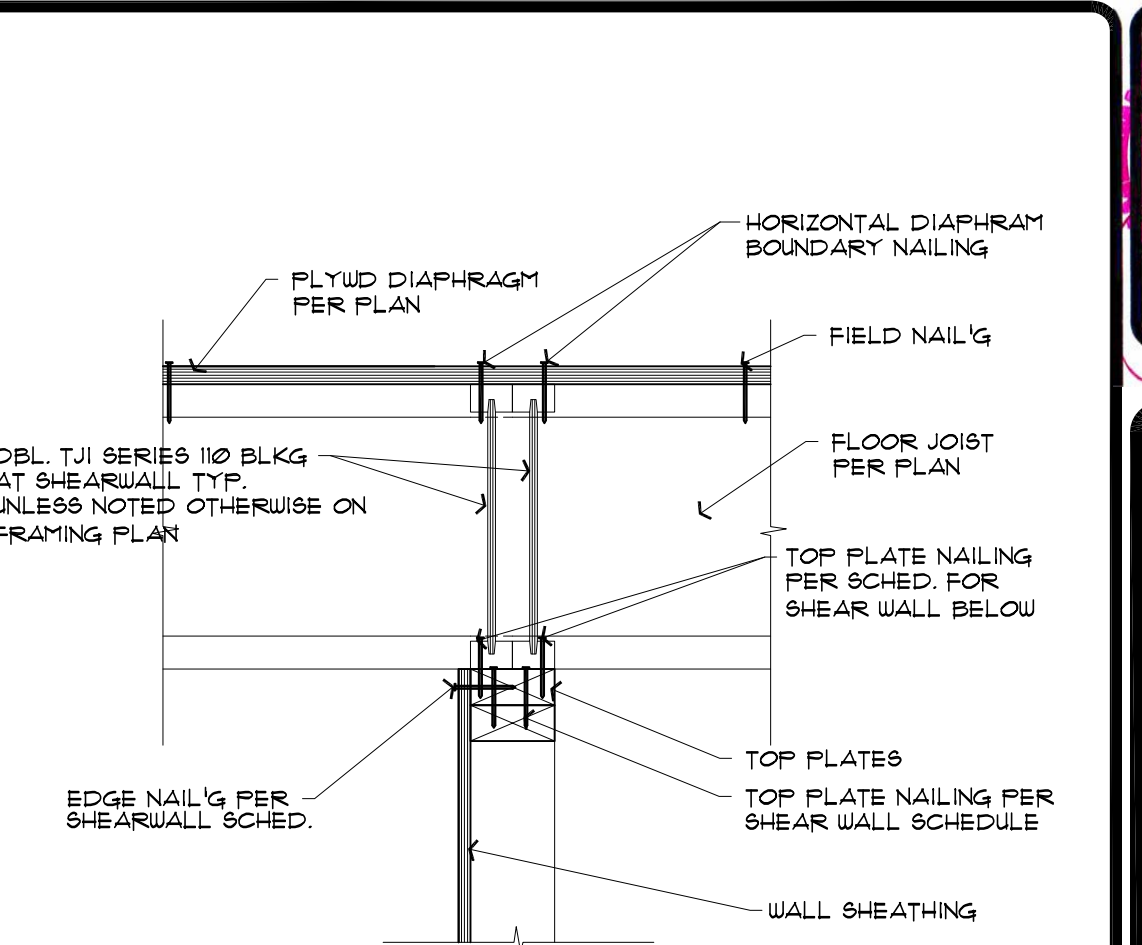 HORIZONTAL DIAPHRAM
BOUNDARY NAILING
PLYWD DIAPHRAGM
PER PLAN
FIELD NAIL'G
DBL. TJI SERIES 110 BLKG
AT SHEARWALL TYP.
UNLESS NOTED OTHERWISE ON
FRAMING PLAN
FLOOR JOIST
PER PLAN
TOP PLATE NAILING
PER SCHED. FOR
SHEAR WALL BELOW
TOP PLATES
EDGE NAIL'G PER
SHEARWALL SCHED.
TOP PLATE NAILING PER
SHEAR WALL SCHEDULE
WALL SHEATHING